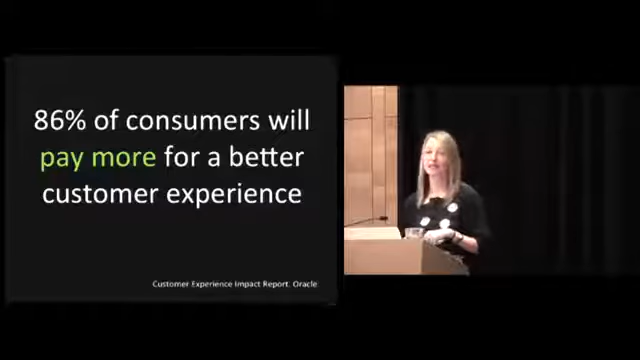 86% of consumers will
pay more for a better
customer experience
Customer Experience Impact Report. Oracle